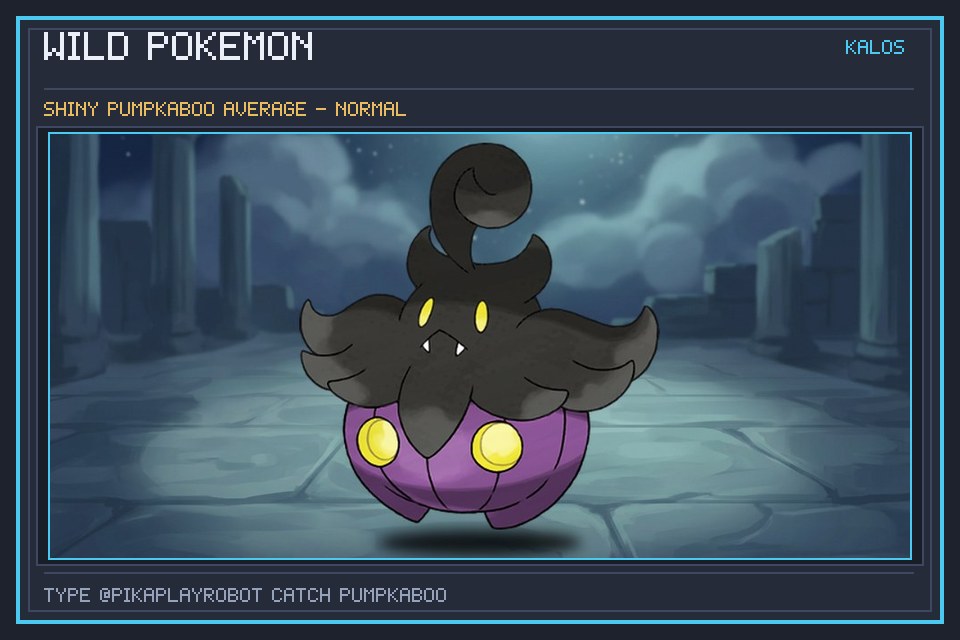 WILD POKEMON
KALOS
SHINY PUMPKABOO AVERAGE - NORMAL
TYPE @PIKAPLAYROBOT CATCH PUMPKABOO